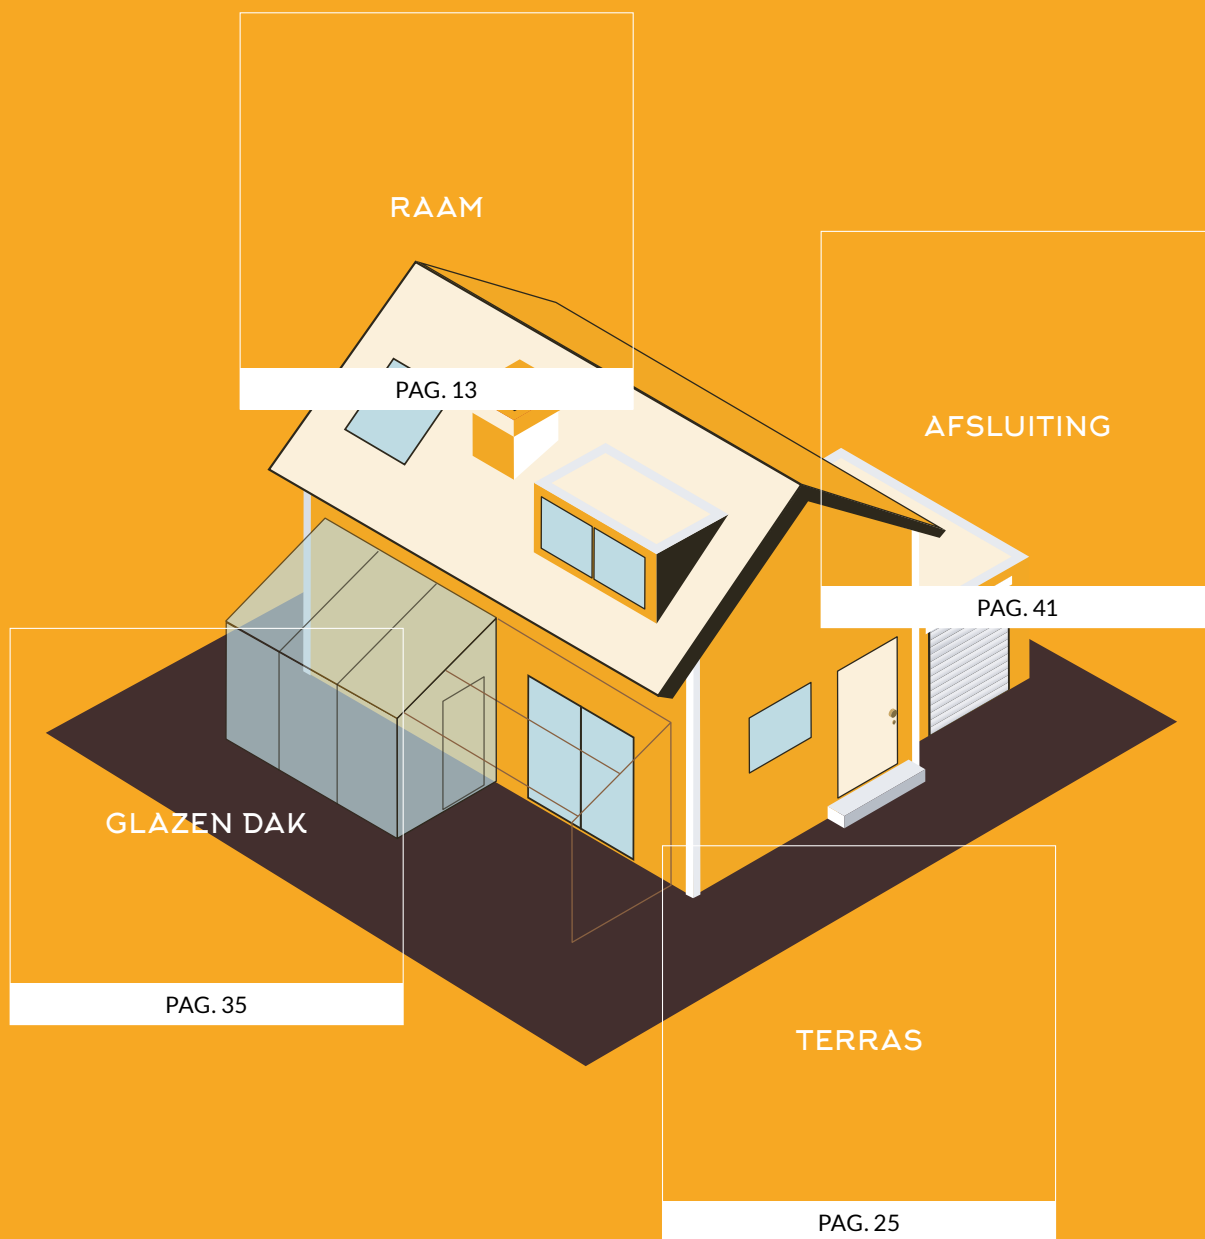 RAAM
PAG. 13
AFSLUITING
PAG. 41
GLAZEN DAK
PAG. 35
TERRAS
PAG. 25